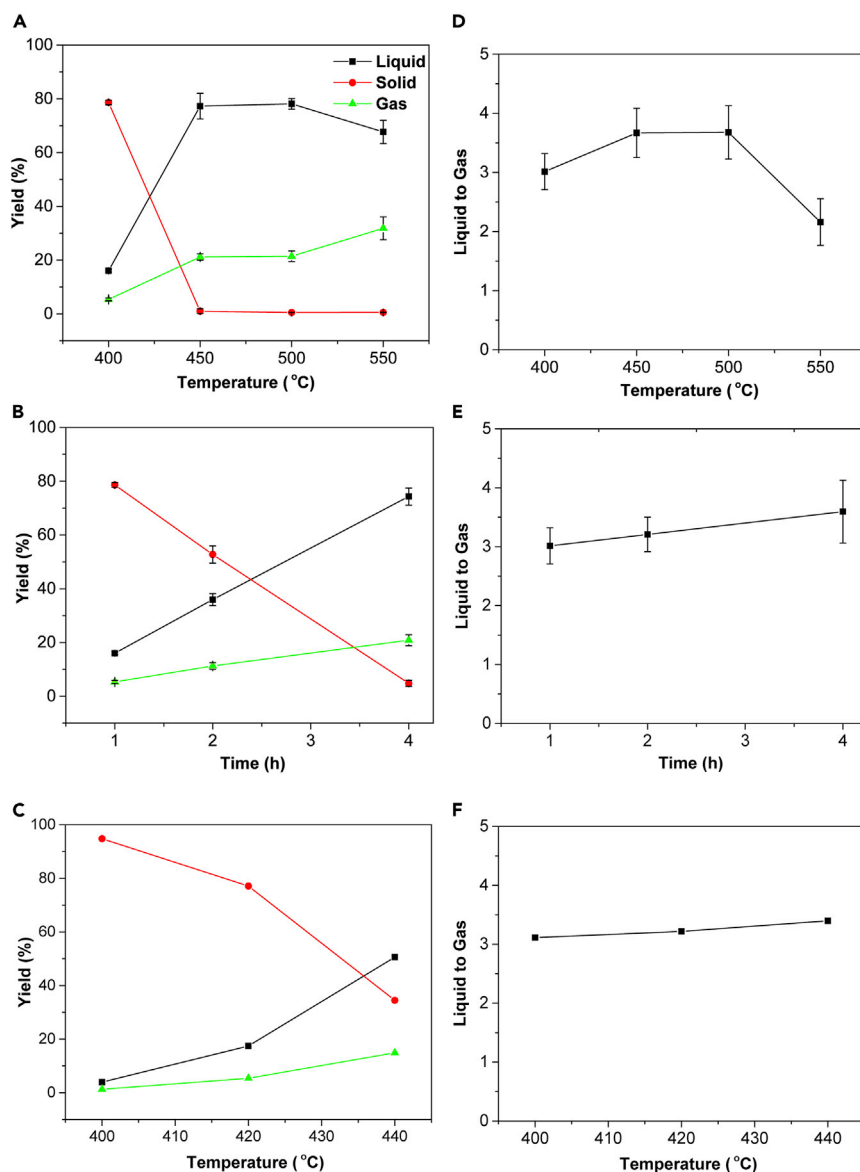 A
100
80
60
40
20
0
Yield (%)
Liquid
Solid
Gas
400
450
500
550
Temperature (°C)
D
5
4
3
2
1
0
Liquid to Gas
400
450
500
550
Temperature (°C)
B
100
80
60
40
20
0
Yield (%)
1
2
3
4
Time (h)
E
5
4
3
2
1
0
Liquid to Gas
1
2
3
4
Time (h)
C
100
80
60
40
20
0
Yield (%)
400
410
420
430
440
Temperature (°C)
F
5
4
3
2
1
0
Liquid to Gas
400
410
420
430
440
Temperature (°C)